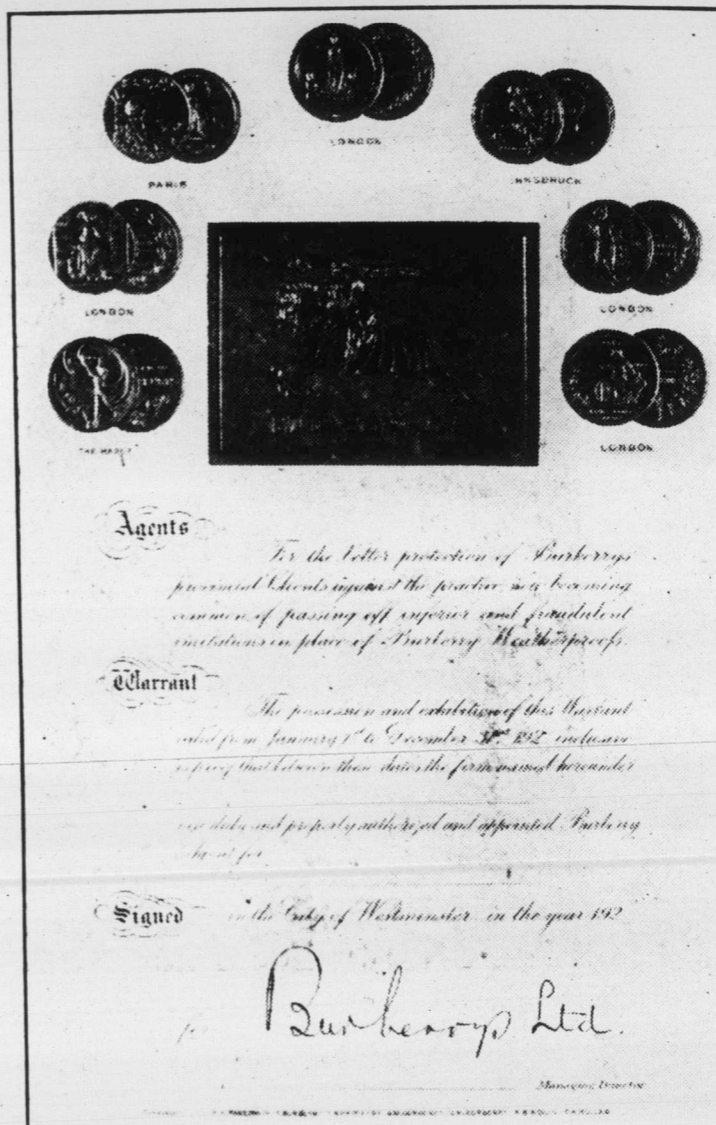 LONDON
PARIS
INNSBRUCK
LONDON
LONDON
THE HAGUE
LONDON
Agents
For the better protection of Burberrys
provincial Clients against the practice now becoming
common of passing off inferior and fraudulent
imitations in place of Burberry Weatherproofs.
Warrant
The possession and exhibition of this Warrant
valid from January 1st to December 31st 192 inclusive
that between these dates the firm named hereunder
duly and properly authorized and appointed Burberry
Agent for
Signed in the City of Westminster in the year 192
for Burberrys Ltd.
Managing Director